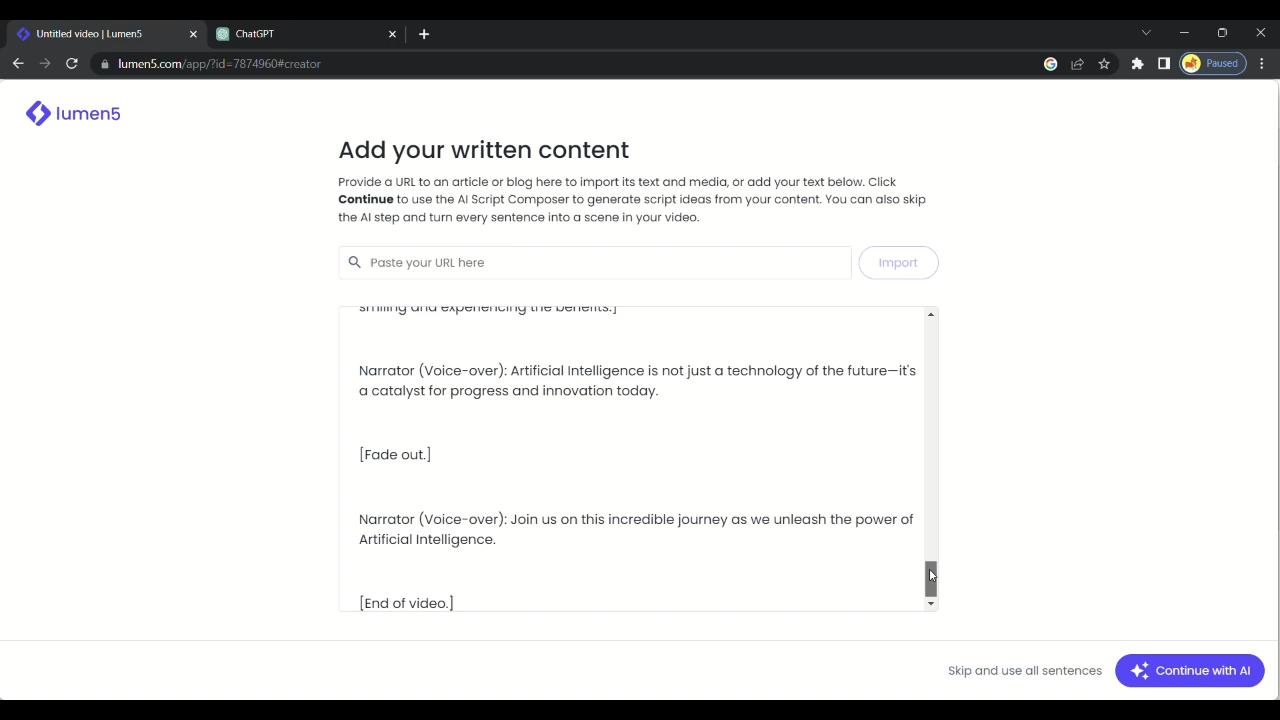 Untitled video | Lumen5
ChatGPT
lumen5.com/app/?id=7874960#creator
Paused
lumen5
Add your written content
Provide a URL to an article or blog here to import its text and media, or add your text below. Click
Continue to use the AI Script Composer to generate script ideas from your content. You can also skip
the AI step and turn every sentence into a scene in your video.
Paste your URL here
Import
smiling and experiencing the benefits.]
Narrator (Voice-over): Artificial Intelligence is not just a technology of the future—it's
a catalyst for progress and innovation today.
[Fade out.]
Narrator (Voice-over): Join us on this incredible journey as we unleash the power of
Artificial Intelligence.
[End of video.]
Skip and use all sentences
Continue with AI